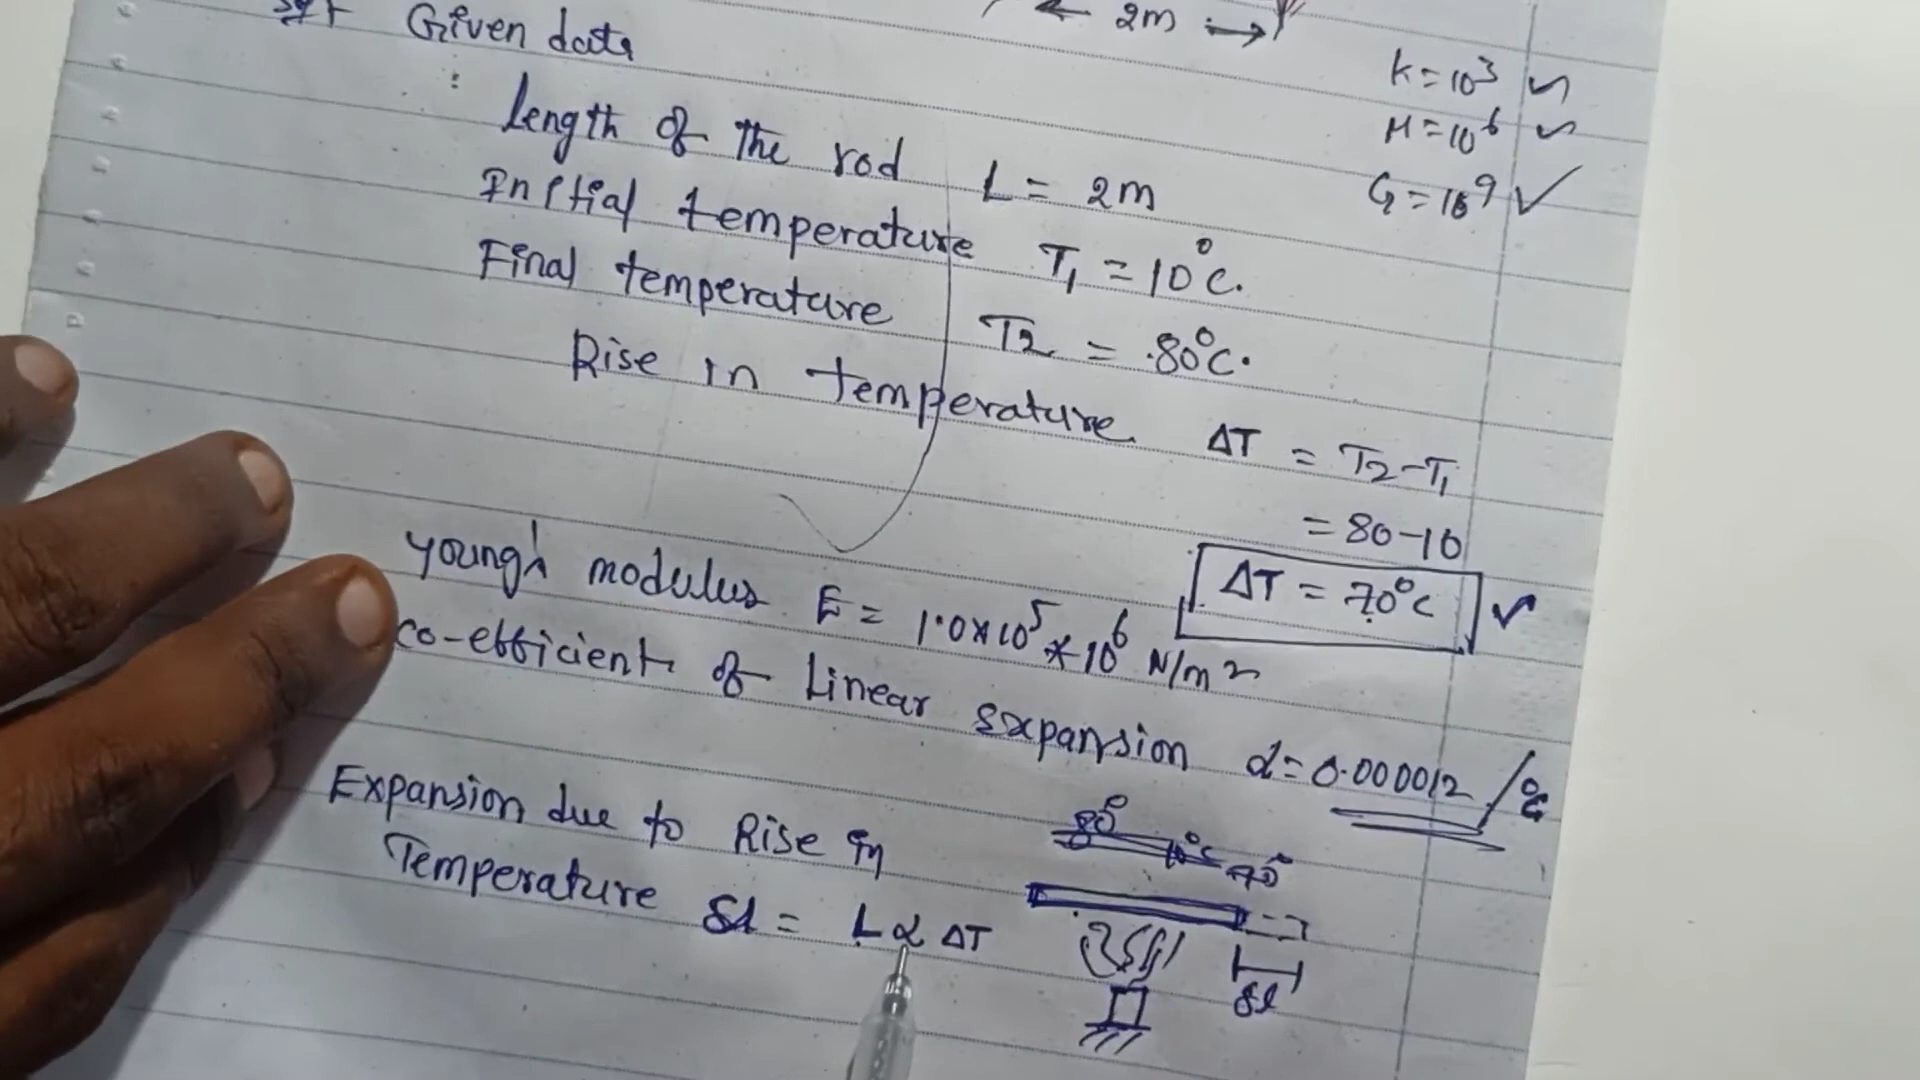 ← 2m →
Given data
:
K = 10³
Length of the rod L = 2m
M = 10⁶
G = 10⁹ ✓
Initial temperature T₁ = 10°C.
Final temperature T₂ = 80°C.
Rise in temperature ΔT = T₂-T₁
= 80-10
ΔT = 70°C ✓
Young's modulus E = 1.0×10⁵×10⁶ N/m²
co-efficient of Linear expansion α = 0.000012 /°C
Expansion due to Rise in
80° 10°C 70°
Temperature δl = L α ΔT
δl